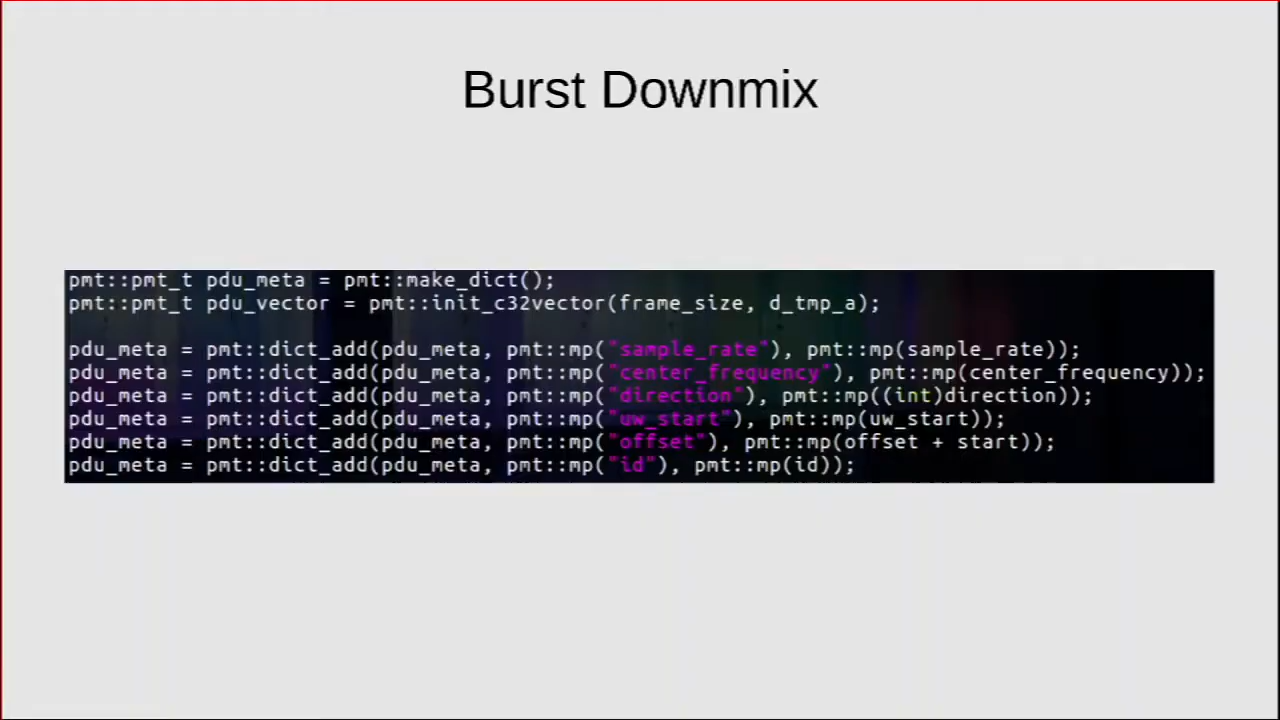 Burst Downmix
pmt::pmt_t pdu_meta = pmt::make_dict();
pmt::pmt_t pdu_vector = pmt::init_c32vector(frame_size, d_tmp_a);
pdu_meta = pmt::dict_add(pdu_meta, pmt::mp("sample_rate"), pmt::mp(sample_rate));
pdu_meta = pmt::dict_add(pdu_meta, pmt::mp("center_frequency"), pmt::mp(center_frequency));
pdu_meta = pmt::dict_add(pdu_meta, pmt::mp("direction"), pmt::mp((int)direction));
pdu_meta = pmt::dict_add(pdu_meta, pmt::mp("uw_start"), pmt::mp(uw_start));
pdu_meta = pmt::dict_add(pdu_meta, pmt::mp("offset"), pmt::mp(offset + start));
pdu_meta = pmt::dict_add(pdu_meta, pmt::mp("id"), pmt::mp(id));